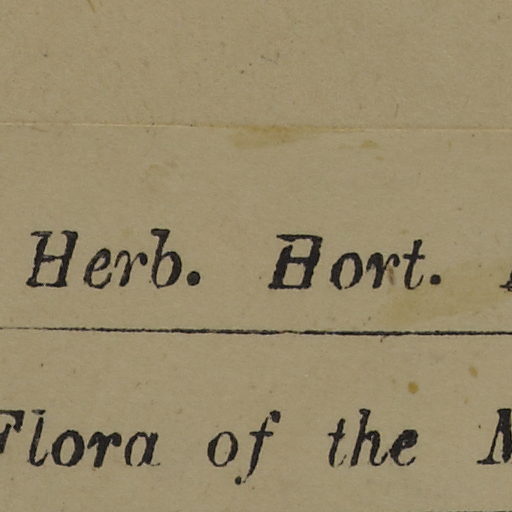 Herb. Hort.
Flora of the